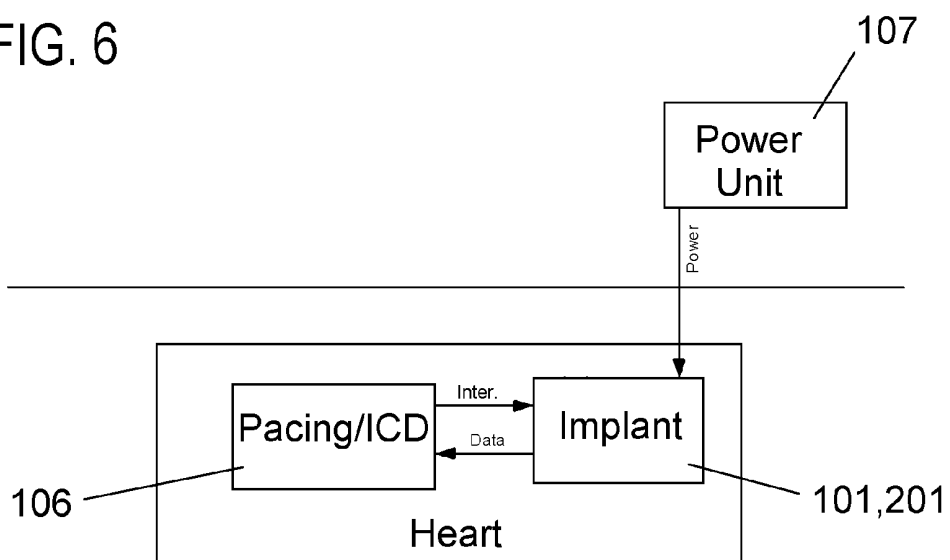 FIG. 6
107
Power
Unit
Power
Pacing/ICD
Inter.
Data
Implant
106
101,201
Heart